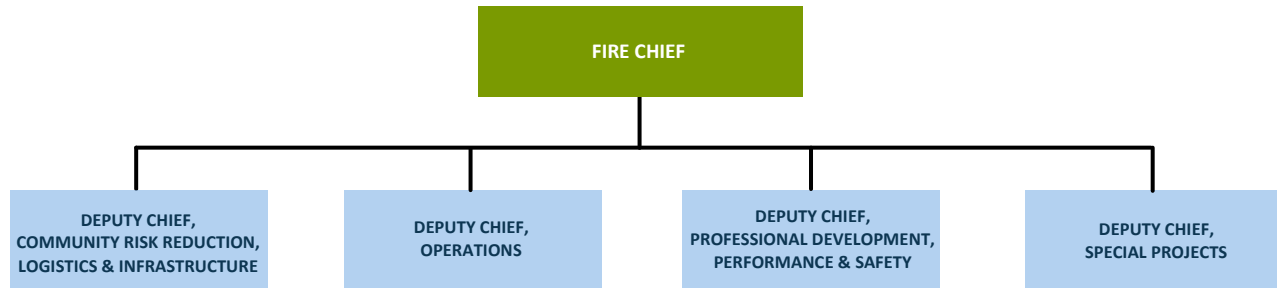 FIRE CHIEF
DEPUTY CHIEF,
COMMUNITY RISK REDUCTION,
LOGISTICS & INFRASTRUCTURE
DEPUTY CHIEF,
OPERATIONS
DEPUTY CHIEF,
PROFESSIONAL DEVELOPMENT,
PERFORMANCE & SAFETY
DEPUTY CHIEF,
SPECIAL PROJECTS